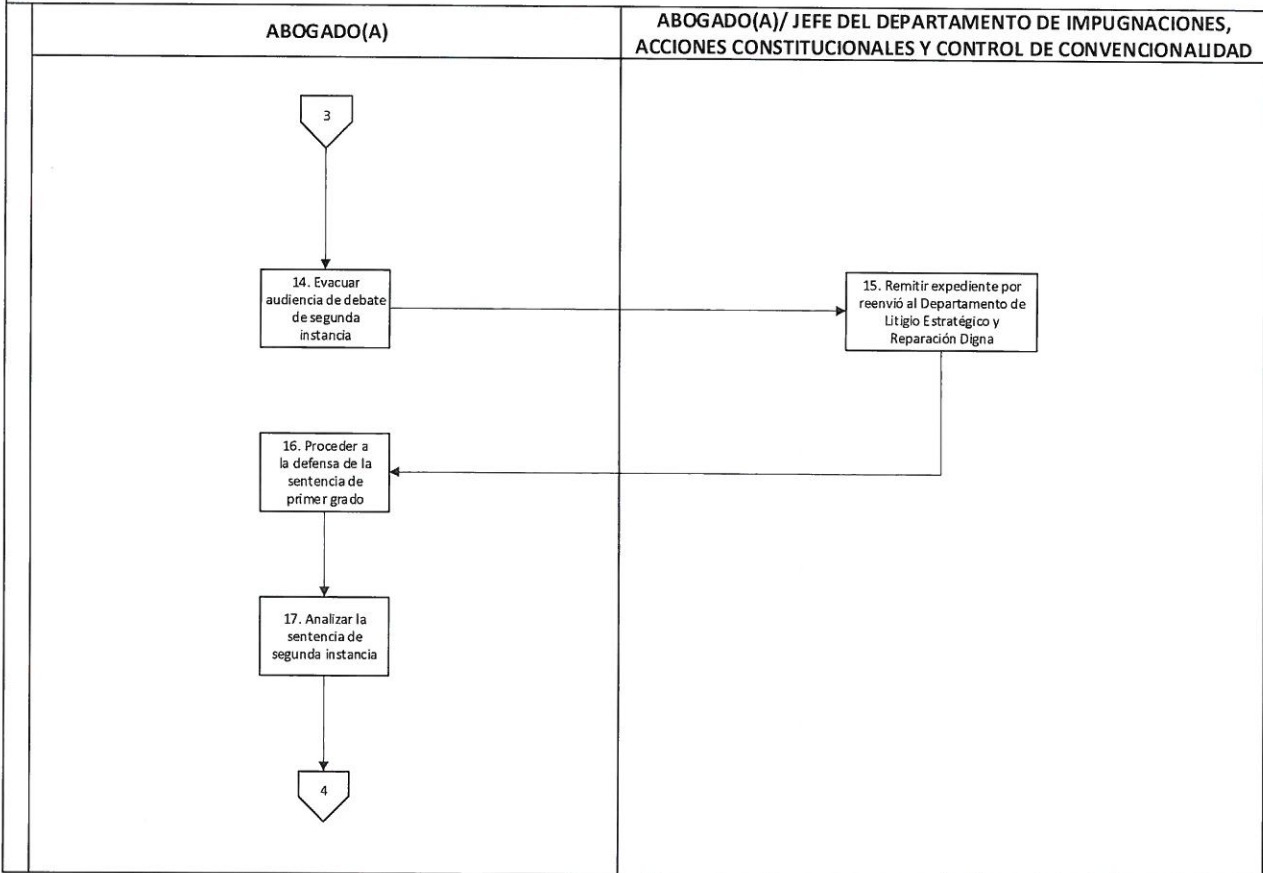 ABOGADO(A)
ABOGADO(A)/ JEFE DEL DEPARTAMENTO DE IMPUGNACIONES,
ACCIONES CONSTITUCIONALES Y CONTROL DE CONVENCIONALIDAD
3
14. Evacuar
audiencia de debate
de segunda
instancia
15. Remitir expediente por
reenvió al Departamento de
Litigio Estratégico y
Reparación Digna
16. Proceder a
la defensa de la
sentencia de
primer grado
17. Analizar la
sentencia de
segunda instancia
4